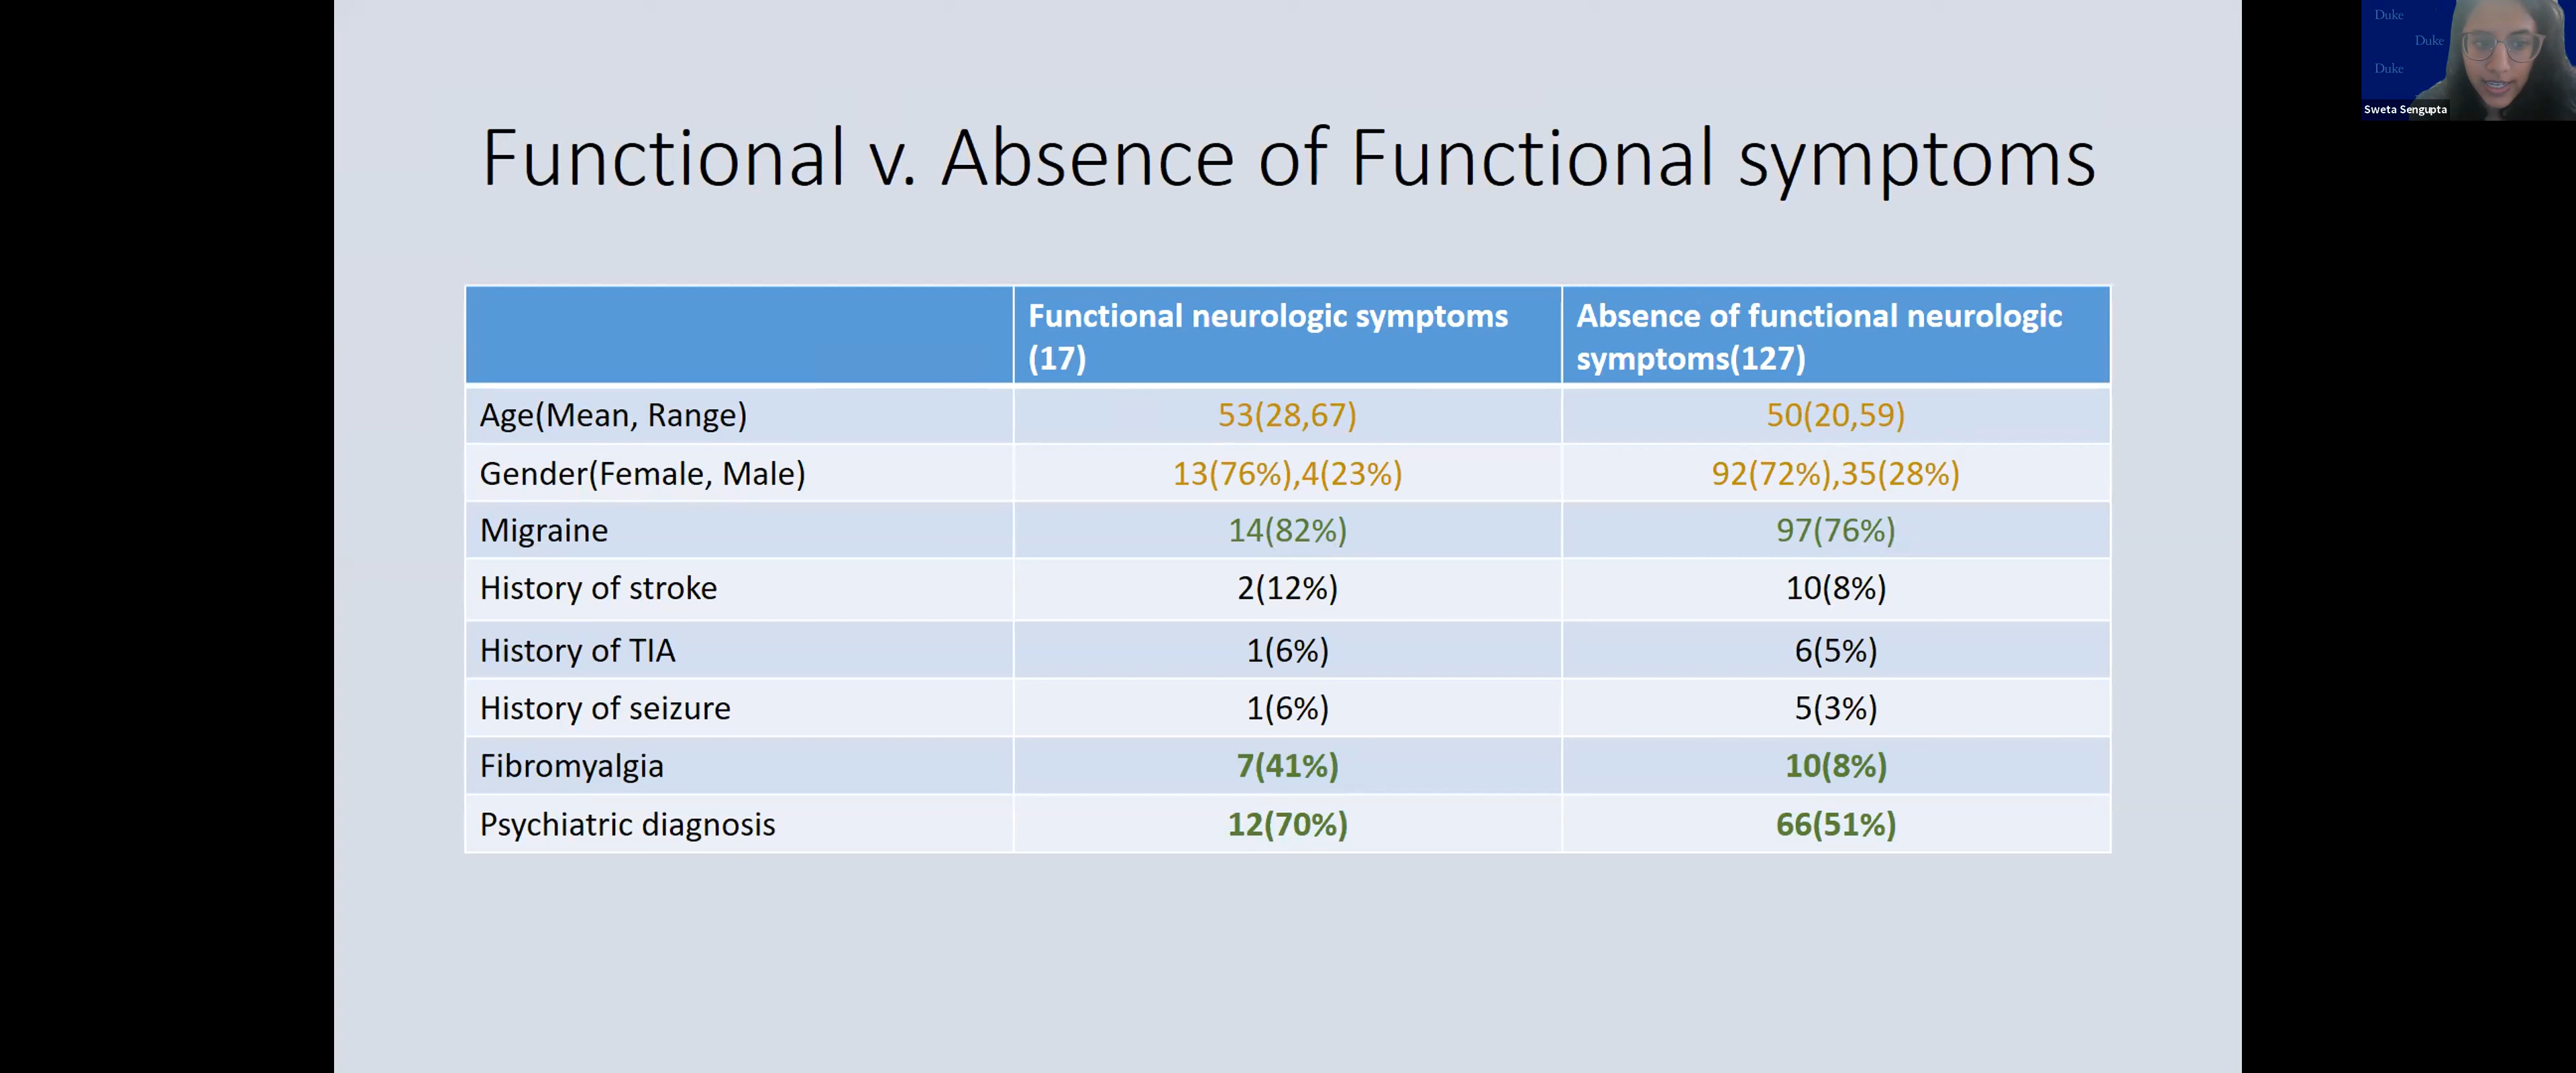 Functional v. Absence of Functional symptoms
Functional neurologic symptoms
(17)
Absence of functional neurologic
symptoms(127)
Age(Mean, Range) 53(28,67) 50(20,59)
Gender(Female, Male) 13(76%),4(23%) 92(72%),35(28%)
Migraine 14(82%) 97(76%)
History of stroke 2(12%) 10(8%)
History of TIA 1(6%) 6(5%)
History of seizure 1(6%) 5(3%)
Fibromyalgia 7(41%) 10(8%)
Psychiatric diagnosis 12(70%) 66(51%)
Duke
Duke
Duke
Sweta Sengupta